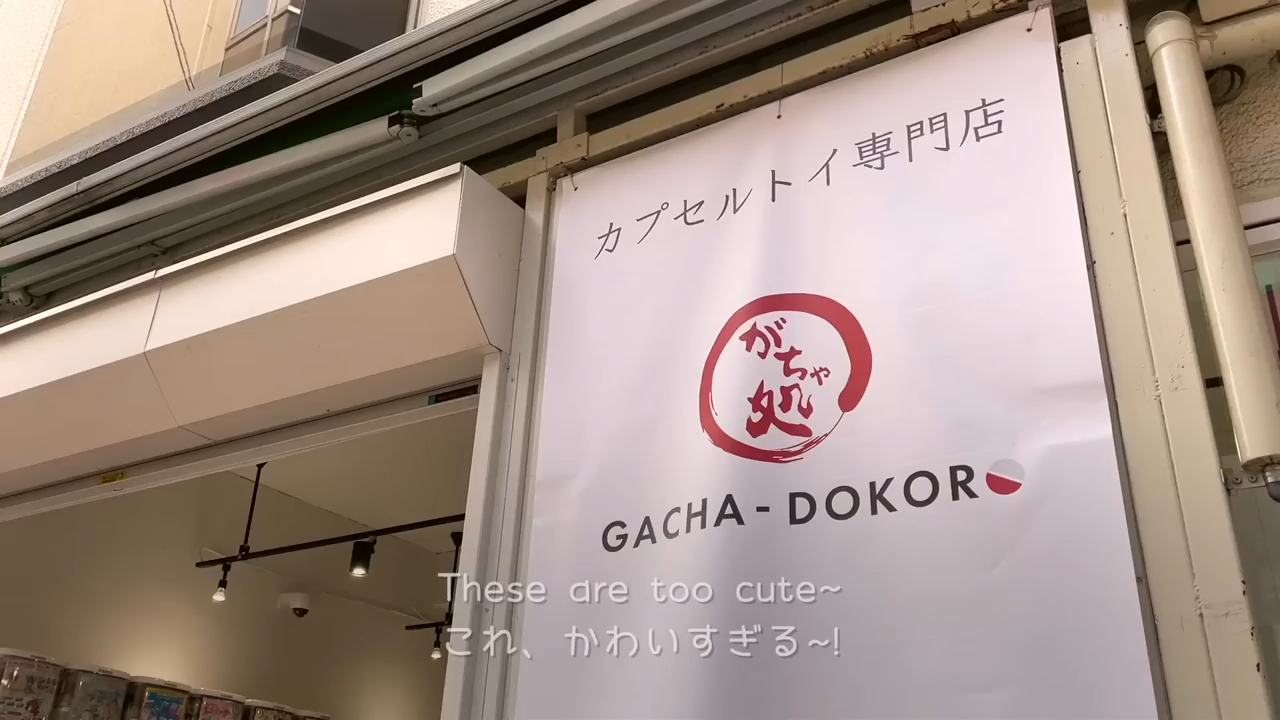 カプセルトイ専門店
がちゃ
処
GACHA-DOKORO
These are too cute~
これ、かわいすぎる~!